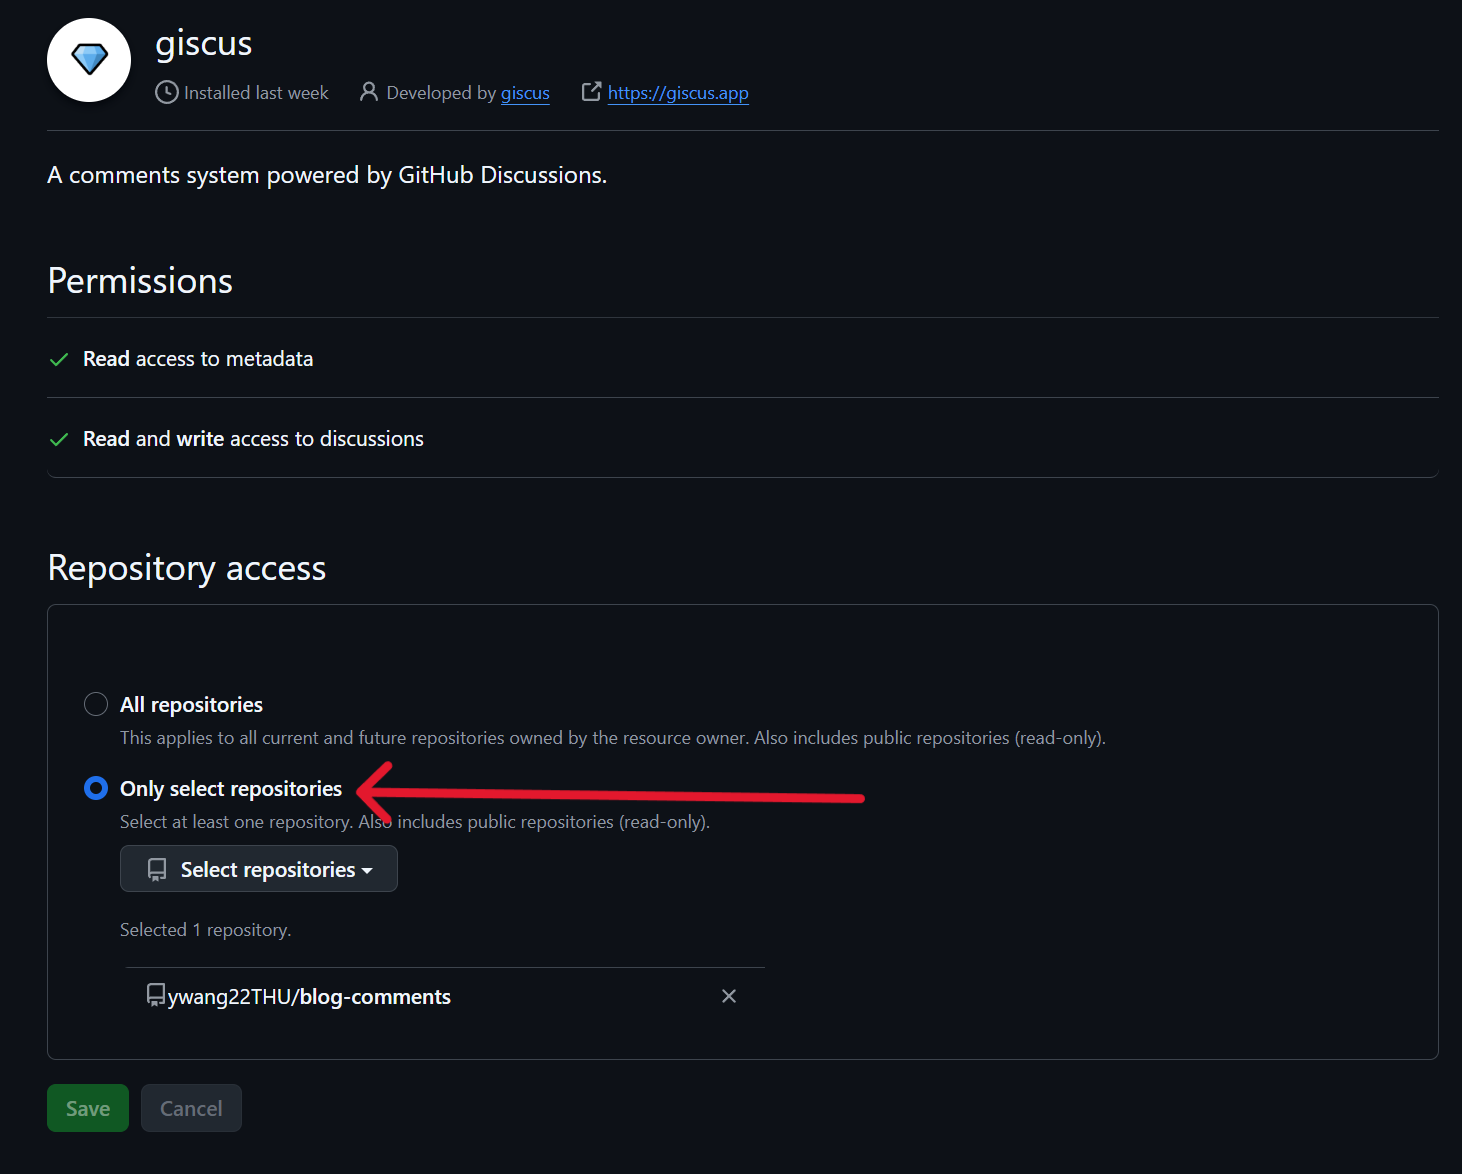 giscus
Installed last week Developed by giscus https://giscus.app
A comments system powered by GitHub Discussions.
Permissions
Read access to metadata
Read and write access to discussions
Repository access
All repositories
This applies to all current and future repositories owned by the resource owner. Also includes public repositories (read-only).
Only select repositories
Select at least one repository. Also includes public repositories (read-only).
Select repositories
Selected 1 repository.
ywang22THU/blog-comments
Save Cancel